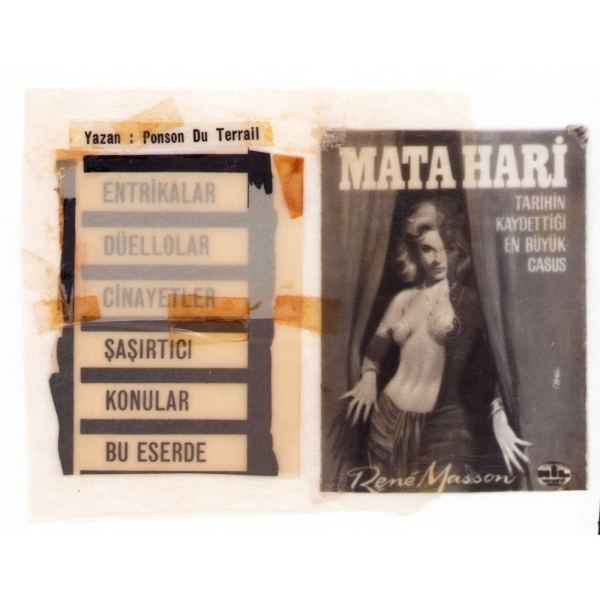 Yazan : Ponson Du Terrail
ENTRİKALAR
DÜELLOLAR
CİNAYETLER
ŞAŞIRTICI
KONULAR
BU ESERDE
MATA HARİ
TARİHİN
KAYDETTİĞİ
EN BÜYÜK
CASUS
René Masson